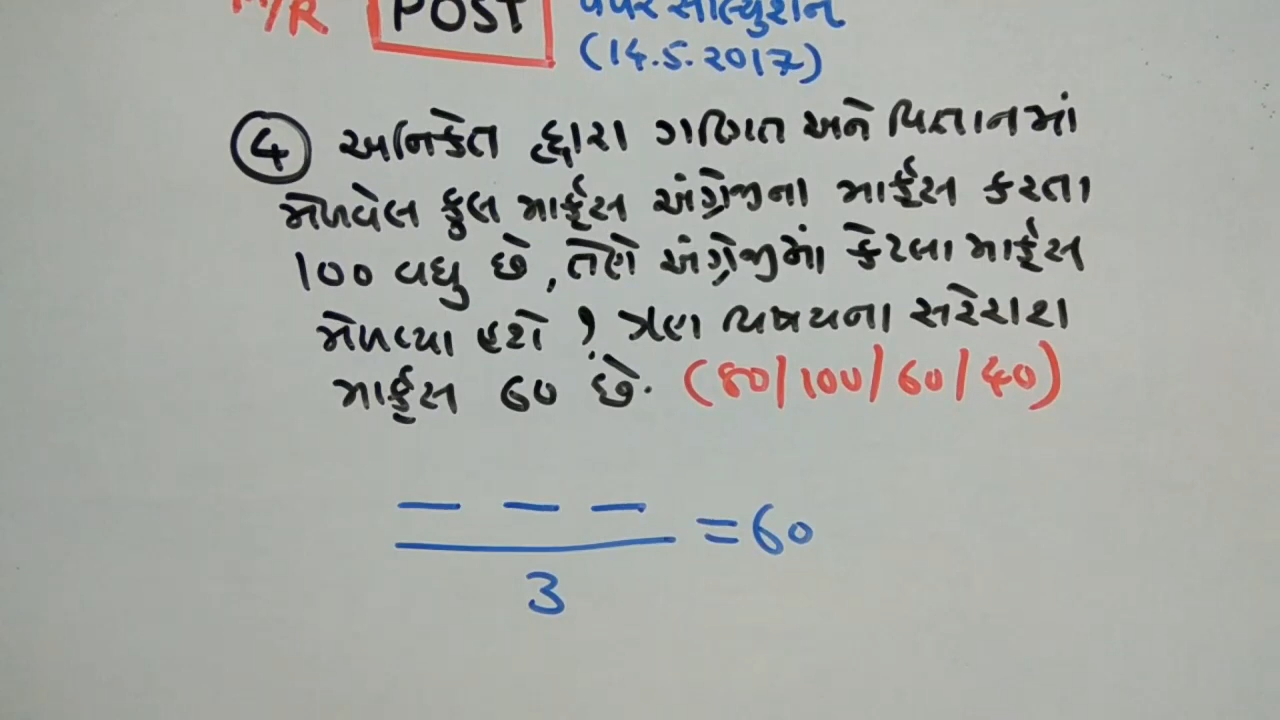 M/R POST પેપર સોલ્યુશન
(14.5.2017)
④ અનિકેત દ્વારા ગણિત અને વિજ્ઞાનમાં
મેળવેલ કુલ માર્ક્સ અંગ્રેજીના માર્ક્સ કરતા
100 વધુ છે, તેણે અંગ્રેજીમાં કેટલા માર્ક્સ
મેળવ્યા હશે ? ત્રણ વિષયના સરેરાશ
માર્ક્સ 60 છે. (80/100/60/40)
— — —
= 60
3